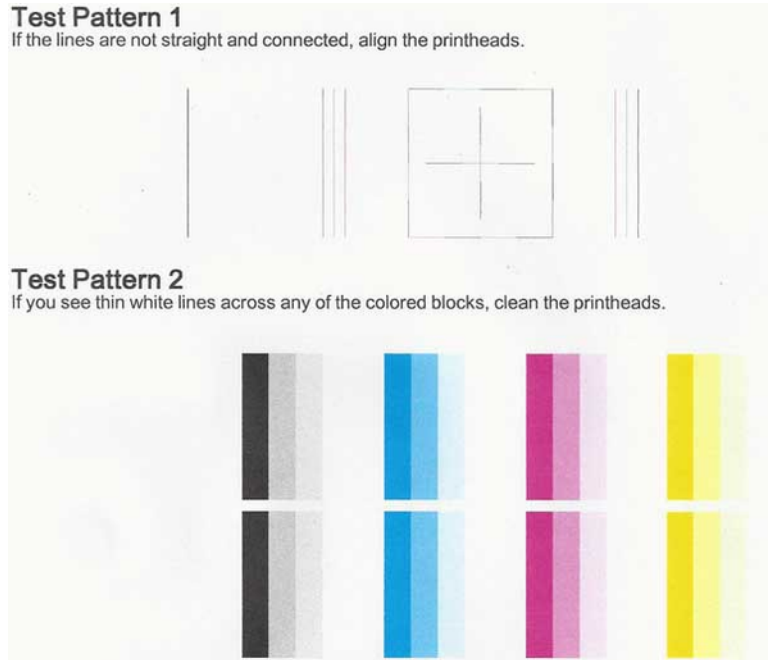 Test Pattern 1
If the lines are not straight and connected, align the printheads.
Test Pattern 2
If you see thin white lines across any of the colored blocks, clean the printheads.